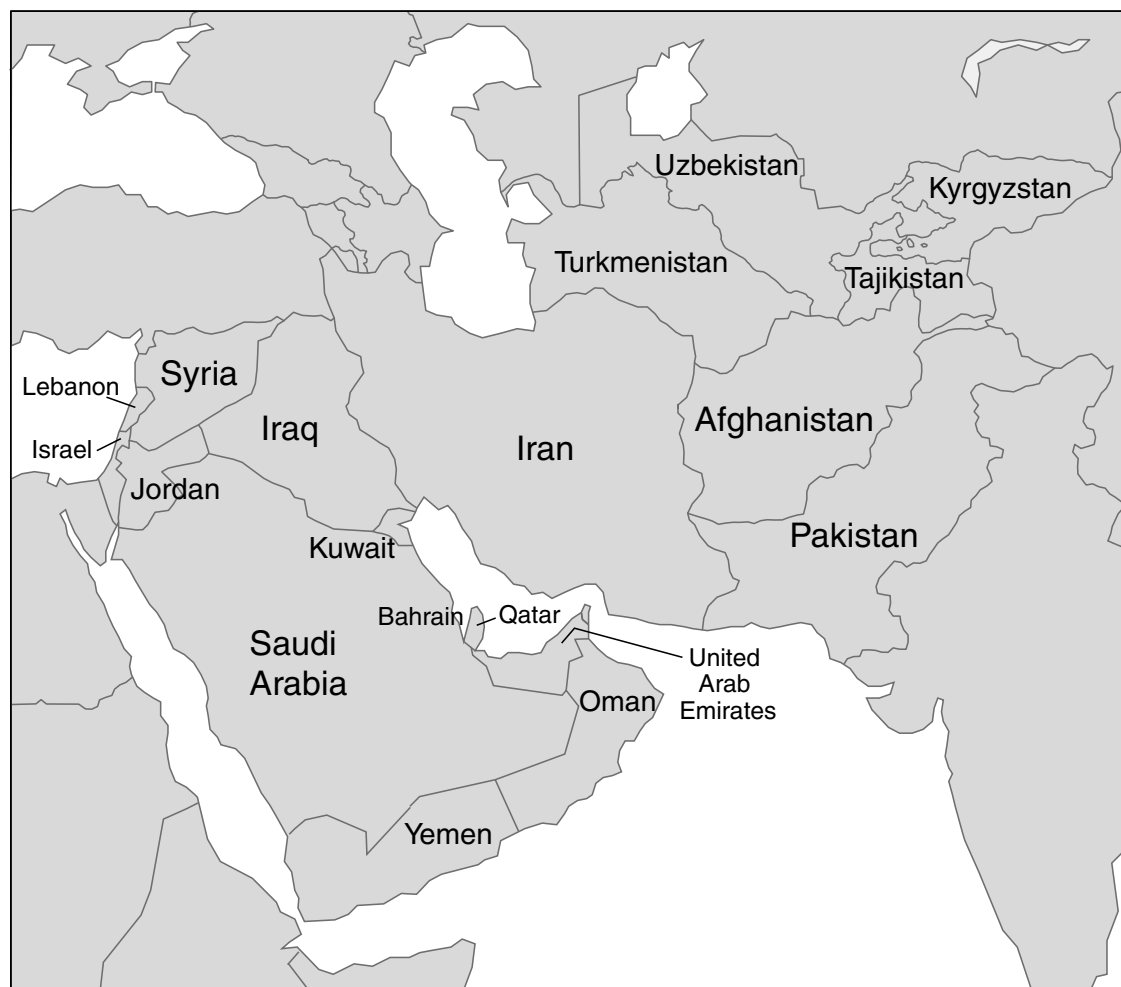 Uzbekistan
Kyrgyzstan
Turkmenistan
Tajikistan
Syria
Lebanon
Afghanistan
Iraq
Iran
Israel
Jordan
Pakistan
Kuwait
Bahrain
Qatar
Saudi
Arabia
United
Arab
Emirates
Oman
Yemen